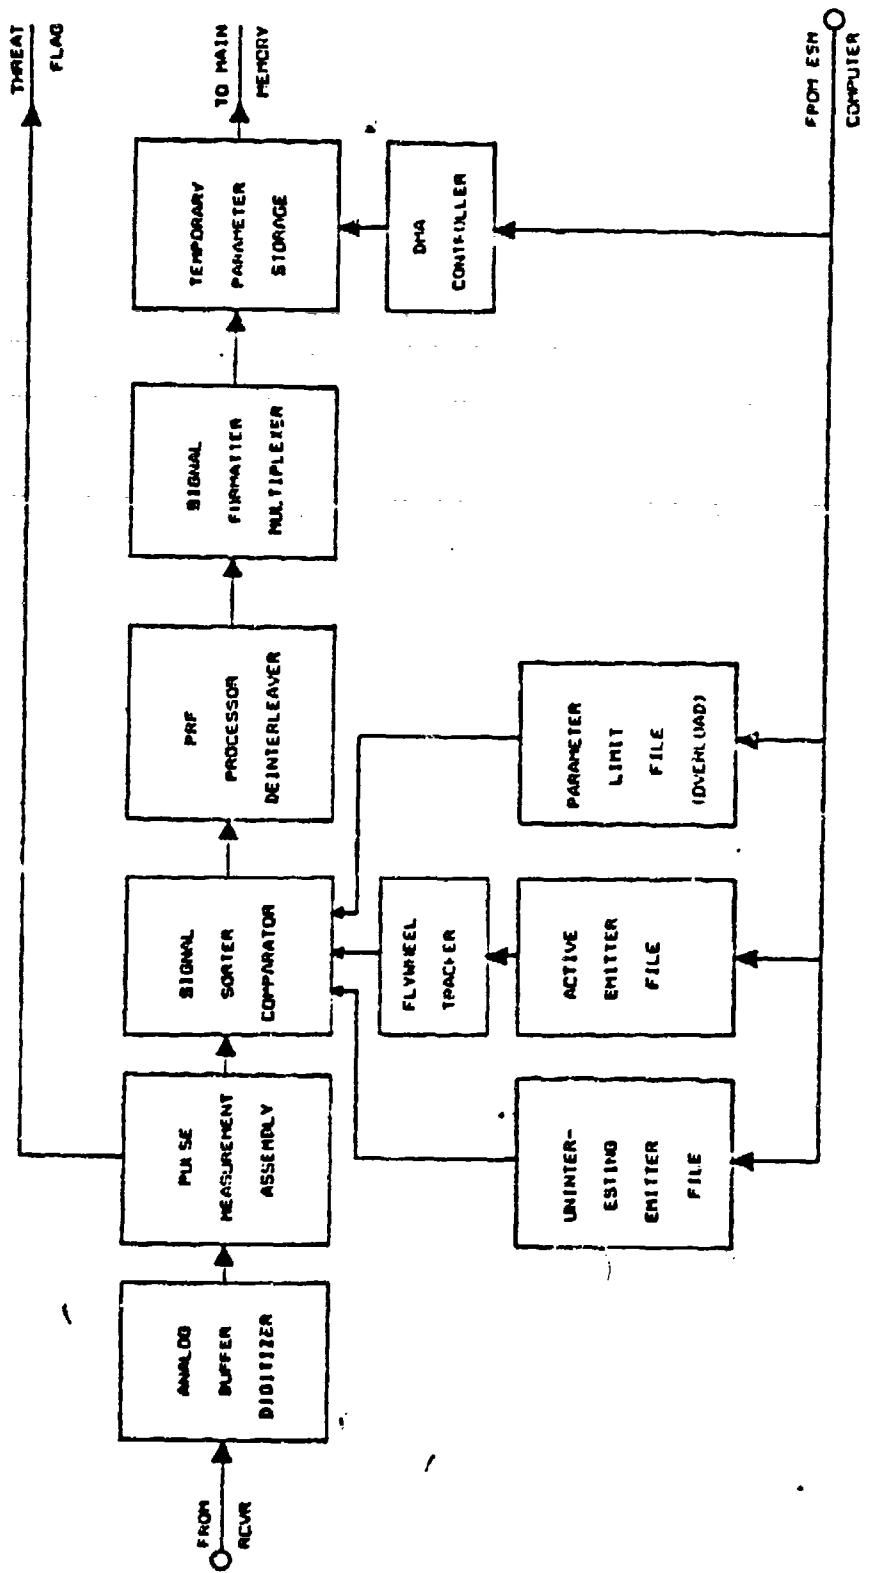 THREAT
FLAG
TO MAIN
MEMORY
FROM ESM
COMPUTER
TEMPORARY
PARAMETER
STORAGE
DMA
CONTROLLER
SIGNAL
FORMATTER
MULTIPLEXER
PRF
PROCESSOR
DEINTERLEAVER
SIGNAL
SORTER
COMPARATOR
PULSE
MEASUREMENT
ASSEMBLY
ANALOG
BUFFER
DIGITIZER
FROM
RCVR
FLYWHEEL
TRACKER
PARAMETER
LIMIT
FILE
(OVERLOAD)
ACTIVE
EMITTER
FILE
UNINTER-
ESTING
EMITTER
FILE